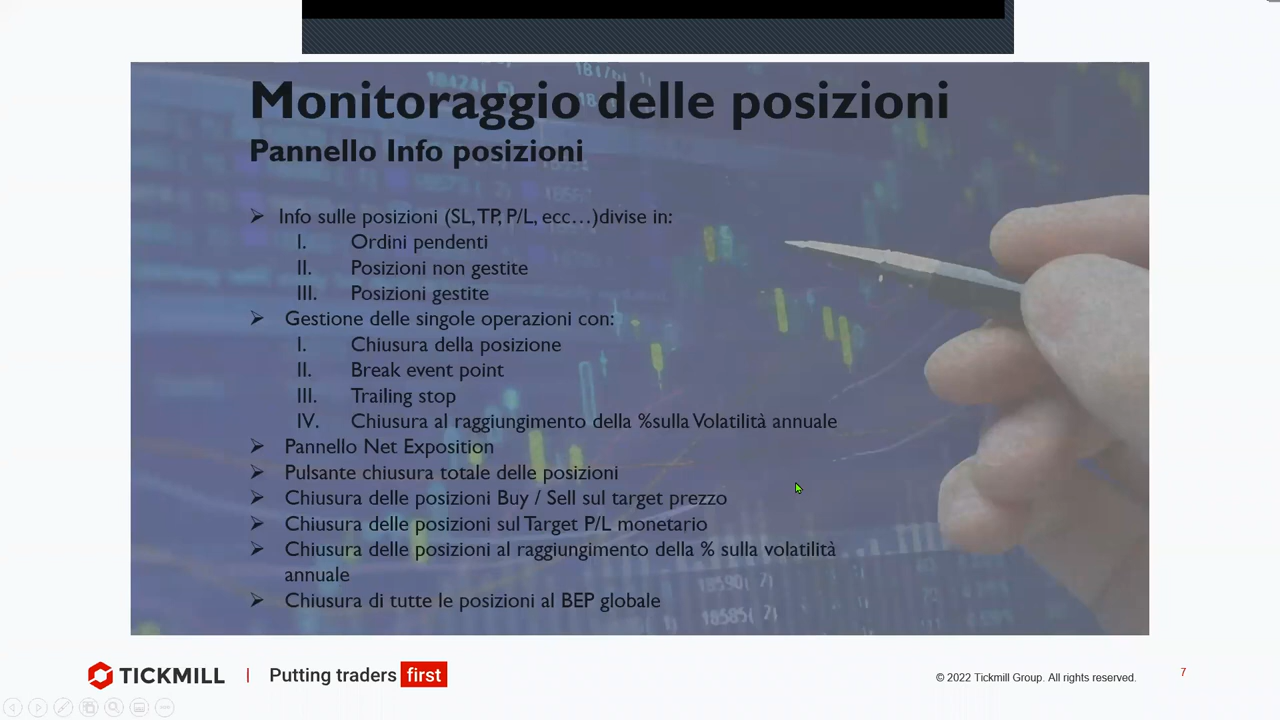 Monitoraggio delle posizioni
Pannello Info posizioni
➢ Info sulle posizioni (SL, TP, P/L, ecc…)divise in:
I. Ordini pendenti
II. Posizioni non gestite
III. Posizioni gestite
➢ Gestione delle singole operazioni con:
I. Chiusura della posizione
II. Break event point
III. Trailing stop
IV. Chiusura al raggiungimento della %sulla Volatilità annuale
➢ Pannello Net Exposition
➢ Pulsante chiusura totale delle posizioni
➢ Chiusura delle posizioni Buy / Sell sul target prezzo
➢ Chiusura delle posizioni sul Target P/L monetario
➢ Chiusura delle posizioni al raggiungimento della % sulla volatilità
annuale
➢ Chiusura di tutte le posizioni al BEP globale
18590( 7)
18585( 7)
TICKMILL | Putting traders first
© 2022 Tickmill Group. All rights reserved.
7